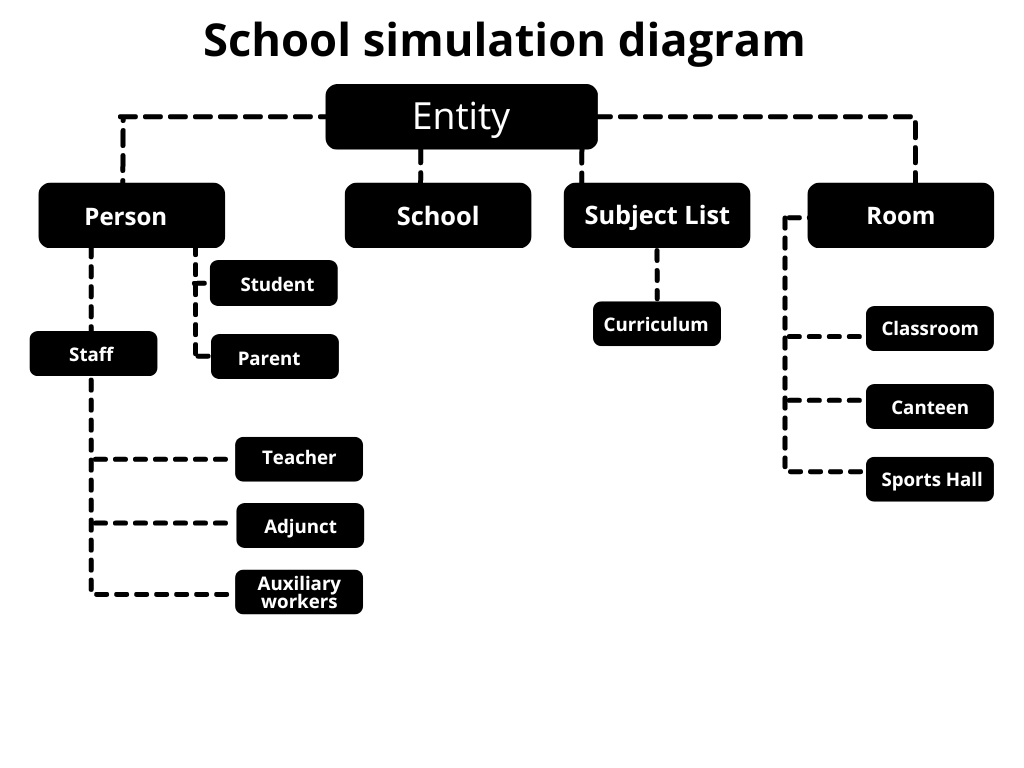 School simulation diagram
Entity
Person
School
Subject List
Room
Student
Curriculum
Classroom
Staff
Parent
Canteen
Teacher
Sports Hall
Adjunct
Auxiliary
workers